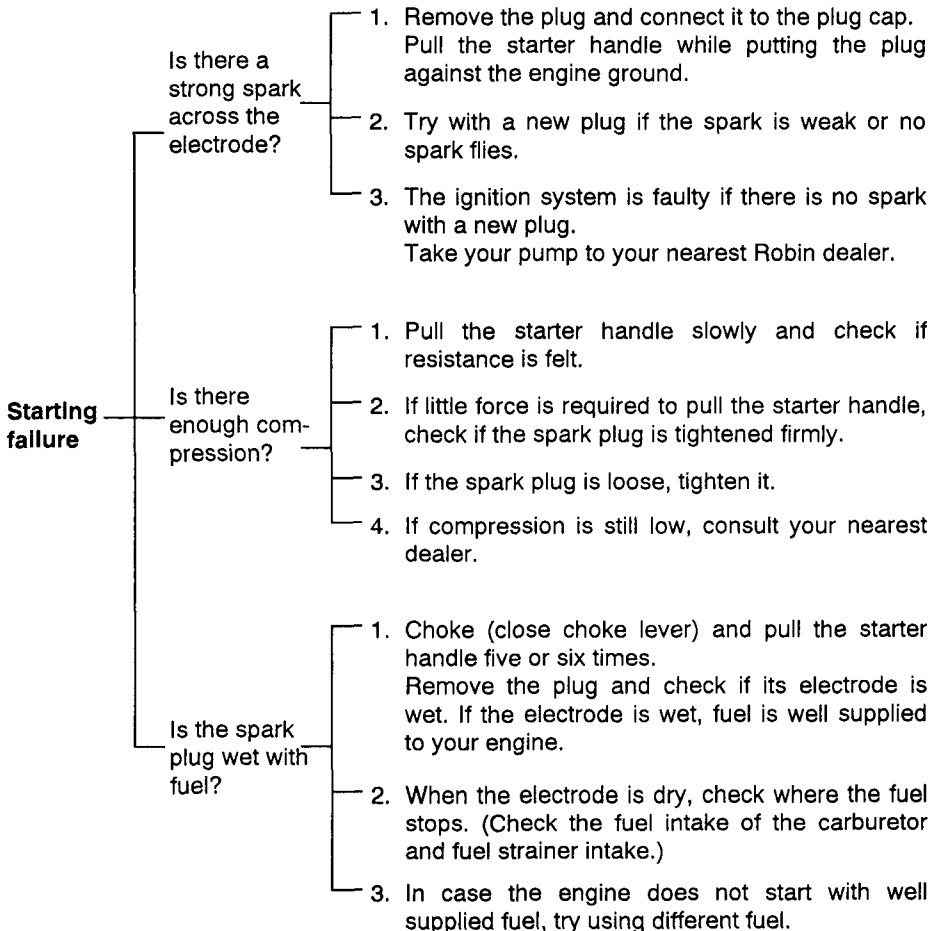 Starting
failure
Is there a
strong spark
across the
electrode?
1. Remove the plug and connect it to the plug cap.
Pull the starter handle while putting the plug
against the engine ground.
2. Try with a new plug if the spark is weak or no
spark flies.
3. The ignition system is faulty if there is no spark
with a new plug.
Take your pump to your nearest Robin dealer.
Is there
enough com-
pression?
1. Pull the starter handle slowly and check if
resistance is felt.
2. If little force is required to pull the starter handle,
check if the spark plug is tightened firmly.
3. If the spark plug is loose, tighten it.
4. If compression is still low, consult your nearest
dealer.
Is the spark
plug wet with
fuel?
1. Choke (close choke lever) and pull the starter
handle five or six times.
Remove the plug and check if its electrode is
wet. If the electrode is wet, fuel is well supplied
to your engine.
2. When the electrode is dry, check where the fuel
stops. (Check the fuel intake of the carburetor
and fuel strainer intake.)
3. In case the engine does not start with well
supplied fuel, try using different fuel.